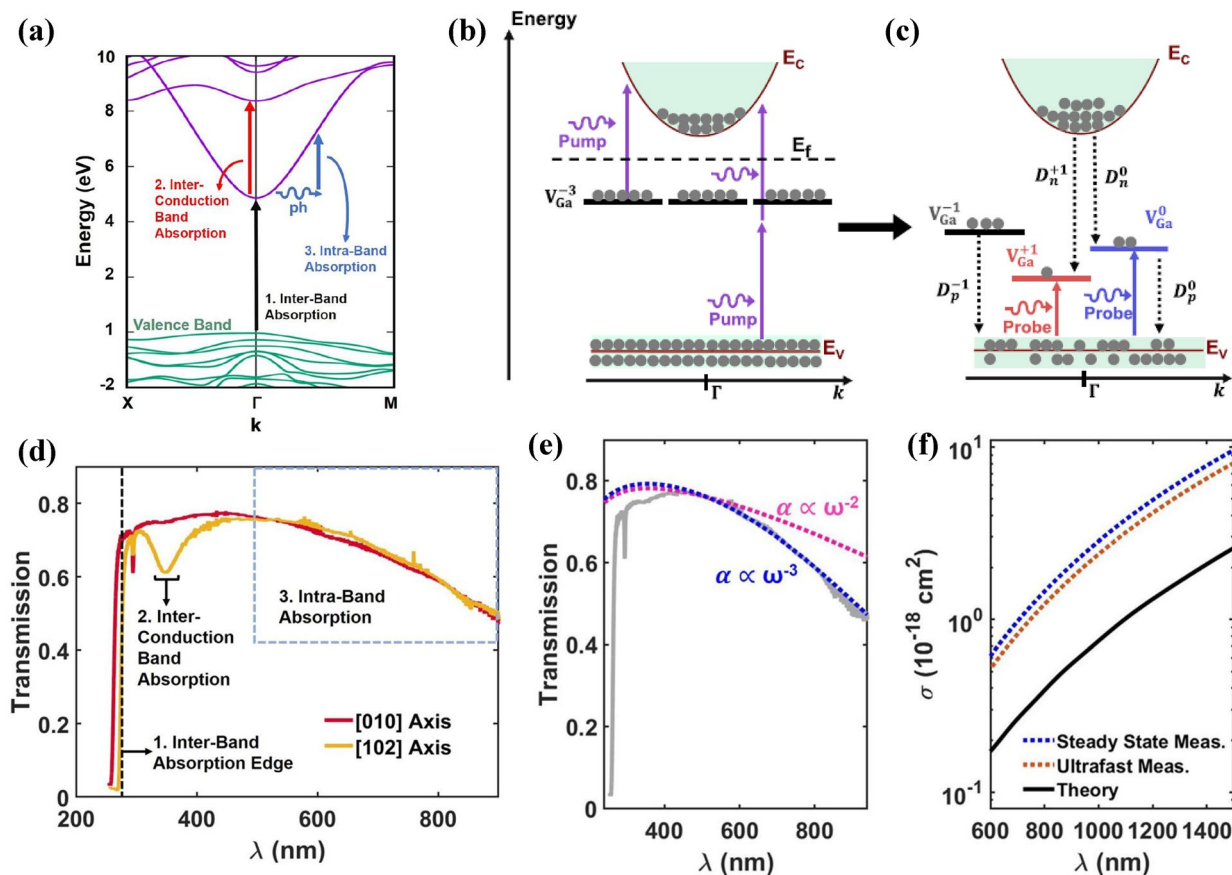 (a)
10
8
6
4
2
1
-2
Energy (eV)
2. Inter-
Conduction
Band
Absorption
ph
3. Intra-Band
Absorption
1. Inter-Band
Absorption
Valence Band
X
Γ
M
k
(b)
Energy
E_C
Pump
E_f
V_Ga^-3
Pump
E_V
Γ
k
(c)
E_C
D_n^+1
D_n^0
V_Ga^-1
V_Ga^0
V_Ga^+1
D_p^-1
D_p^0
Probe
Probe
E_V
Γ
k
(d)
0.8
0.6
0.4
0.2
0
Transmission
2. Inter-
Conduction
Band
Absorption
3. Intra-Band
Absorption
[010] Axis
[102] Axis
1. Inter-Band
Absorption Edge
200
400
600
800
λ (nm)
(e)
0.8
0.6
0.4
0.2
0
Transmission
α ∝ ω^-2
α ∝ ω^-3
400
600
800
λ (nm)
(f)
10^1
10^0
10^-1
σ (10^-18 cm^2)
Steady State Meas.
Ultrafast Meas.
Theory
600
800
1000
1200
1400
λ (nm)